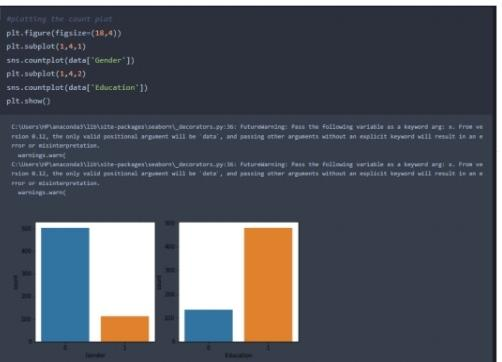 #plotting the count plot
plt.figure(figsize=(18,4))
plt.subplot(1,4,1)
sns.countplot(data['Gender'])
plt.subplot(1,4,2)
sns.countplot(data['Education'])
plt.show()
C:\Users\HP\anaconda3\lib\site-packages\seaborn\_decorators.py:36: FutureWarning: Pass the following variable as a keyword arg: x. From ve
rsion 0.12, the only valid positional argument will be `data`, and passing other arguments without an explicit keyword will result in an e
rror or misinterpretation.
warnings.warn(
C:\Users\HP\anaconda3\lib\site-packages\seaborn\_decorators.py:36: FutureWarning: Pass the following variable as a keyword arg: x. From ve
rsion 0.12, the only valid positional argument will be `data`, and passing other arguments without an explicit keyword will result in an e
rror or misinterpretation.
warnings.warn(
500 500
400 400
300 300
200 200
100 100
0 0
count count
0 1 0 1
Gender Education